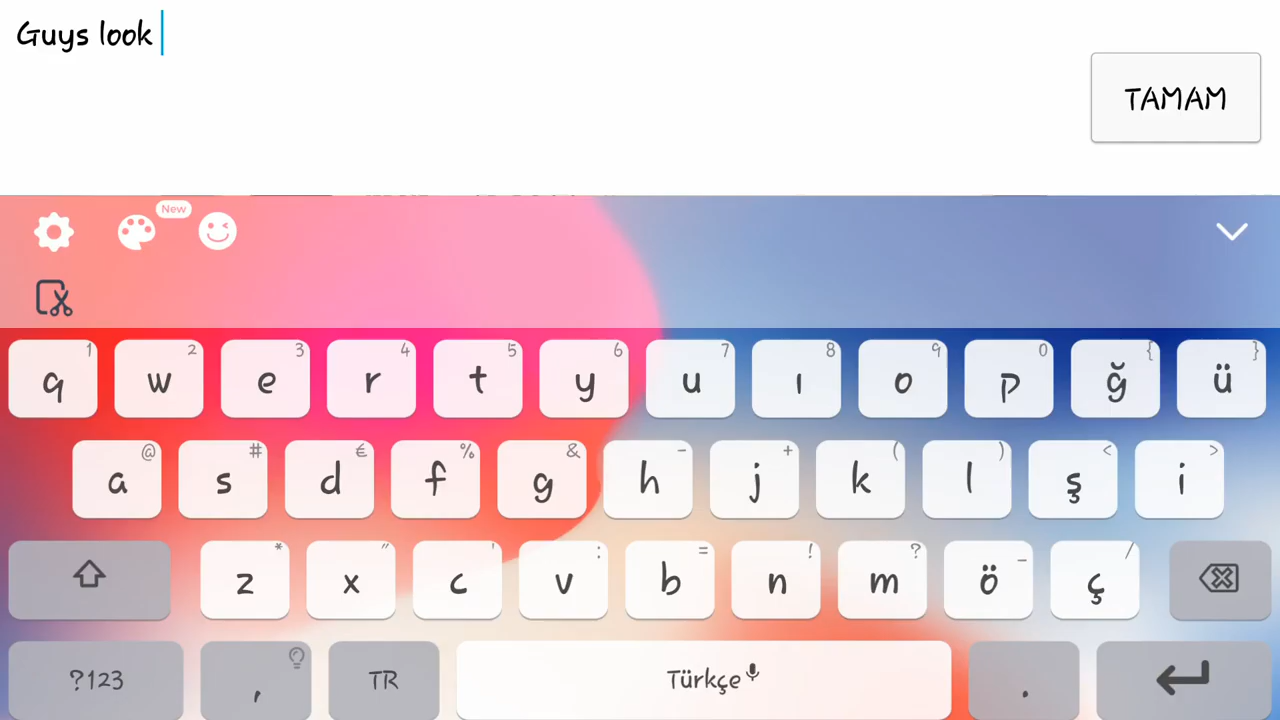 Guys look
TAMAM
New
1 2 3 4 5 6 7 8 9 0 { }
q w e r t y u ı o p ğ ü
@ # € % & - + ( ) < >
a s d f g h j k l ş i
* " ' : = ! ? _ /
z x c v b n m ö ç
?123 , TR Türkçe .